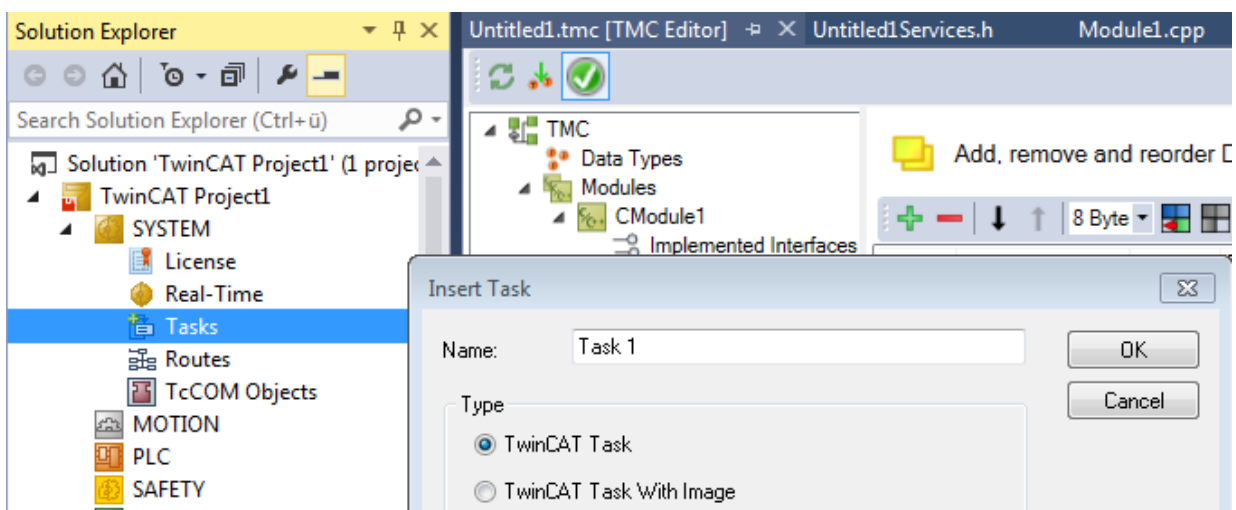 Solution Explorer
Untitled1.tmc [TMC Editor]
Untitled1Services.h
Module1.cpp
Search Solution Explorer (Ctrl+ü)
Solution 'TwinCAT Project1' (1 projec
TwinCAT Project1
SYSTEM
License
Real-Time
Tasks
Routes
TcCOM Objects
MOTION
PLC
SAFETY
TMC
Data Types
Modules
CModule1
Implemented Interfaces
Add, remove and reorder D
8 Byte
Insert Task
Name:
Task 1
OK
Cancel
Type
TwinCAT Task
TwinCAT Task With Image